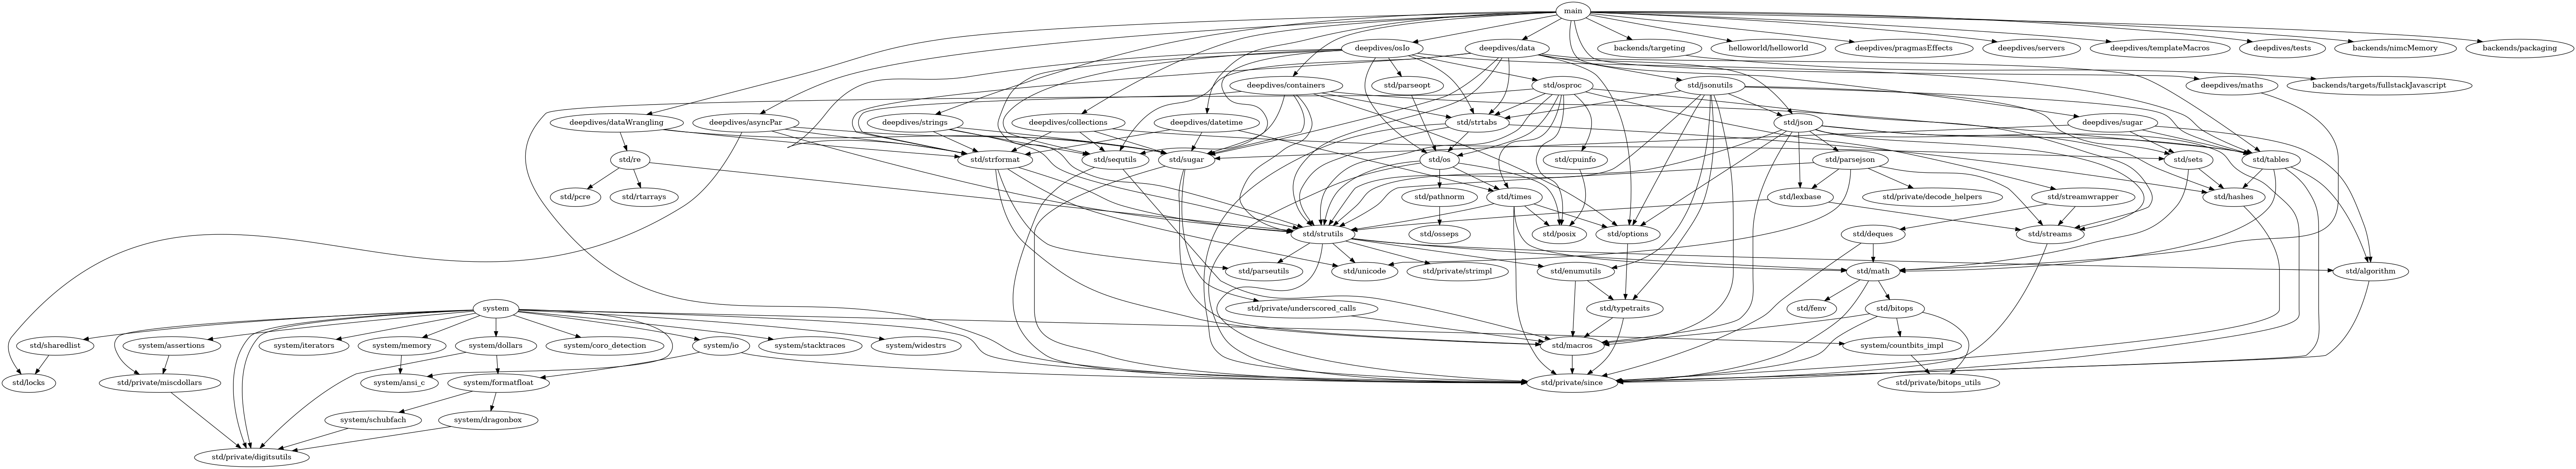 main
deepdives/osIo
deepdives/data
backends/targeting
helloworld/helloworld
deepdives/pragmasEffects
deepdives/servers
deepdives/templateMacros
deepdives/tests
backends/nimcMemory
backends/packaging
deepdives/containers
std/parseopt
std/osproc
std/jsonutils
deepdives/maths
backends/targets/fullstackJavascript
deepdives/dataWrangling
deepdives/asyncPar
deepdives/strings
deepdives/collections
deepdives/datetime
std/strtabs
std/json
deepdives/sugar
std/re
std/strformat
std/sequtils
std/sugar
std/os
std/cpuinfo
std/parsejson
std/sets
std/tables
std/pcre
std/rtarrays
std/pathnorm
std/times
std/lexbase
std/private/decode_helpers
std/streamwrapper
std/hashes
std/strutils
std/osseps
std/posix
std/options
std/deques
std/streams
std/parseutils
std/unicode
std/private/strimpl
std/enumutils
std/math
std/algorithm
system
std/private/underscored_calls
std/typetraits
std/fenv
std/bitops
std/sharedlist
system/assertions
system/iterators
system/memory
system/dollars
system/coro_detection
system/io
system/stacktraces
system/widestrs
std/macros
system/countbits_impl
std/locks
std/private/miscdollars
system/ansi_c
system/formatfloat
std/private/since
std/private/bitops_utils
system/schubfach
system/dragonbox
std/private/digitsutils